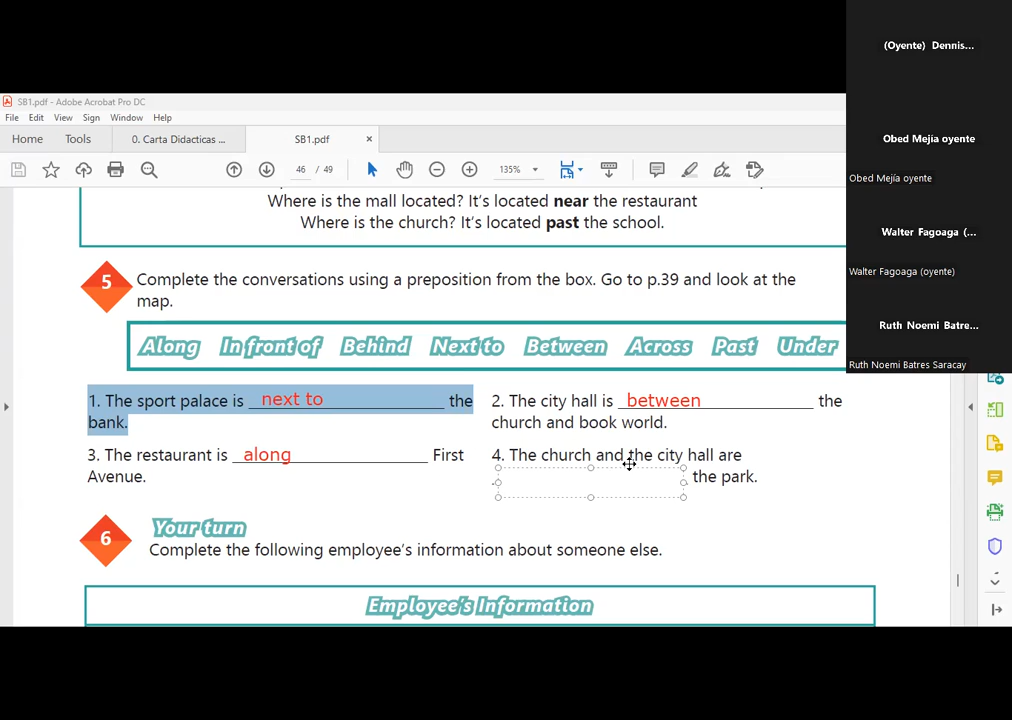 (Oyente) Dennis...
SB1.pdf - Adobe Acrobat Pro DC
File Edit View Sign Window Help
Obed Mejia oyente
Home Tools 0. Carta Didacticas ... SB1.pdf ×
46 / 49 135%
Obed Mejía oyente
Where is the mall located? It's located near the restaurant
Where is the church? It's located past the school.
Walter Fagoaga (...
Walter Fagoaga (oyente)
5 Complete the conversations using a preposition from the box. Go to p.39 and look at the
map.
Ruth Noemi Batre...
Ruth Noemi Batres Saracay
Along In front of Behind Next to Between Across Past Under
1. The sport palace is next to the
bank.
2. The city hall is between the
church and book world.
3. The restaurant is along First
Avenue.
4. The church and the city hall are
the park.
6 Your turn
Complete the following employee's information about someone else.
Employee's Information